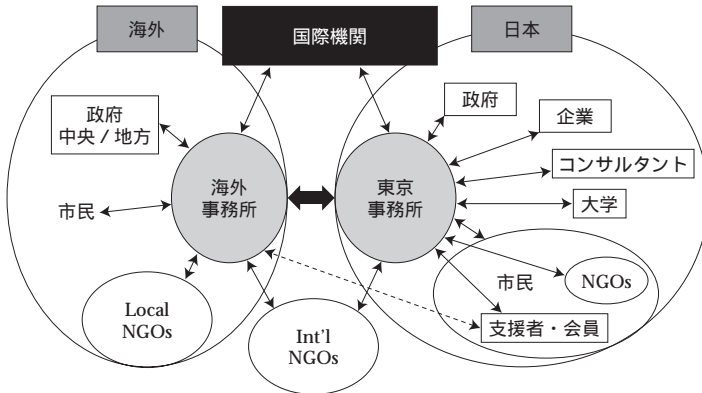 海外
国際機関
日本
政府
中央 / 地方
政府
企業
コンサルタント
大学
海外
事務所
東京
事務所
市民
市民
NGOs
支援者・会員
Local
NGOs
Int'l
NGOs